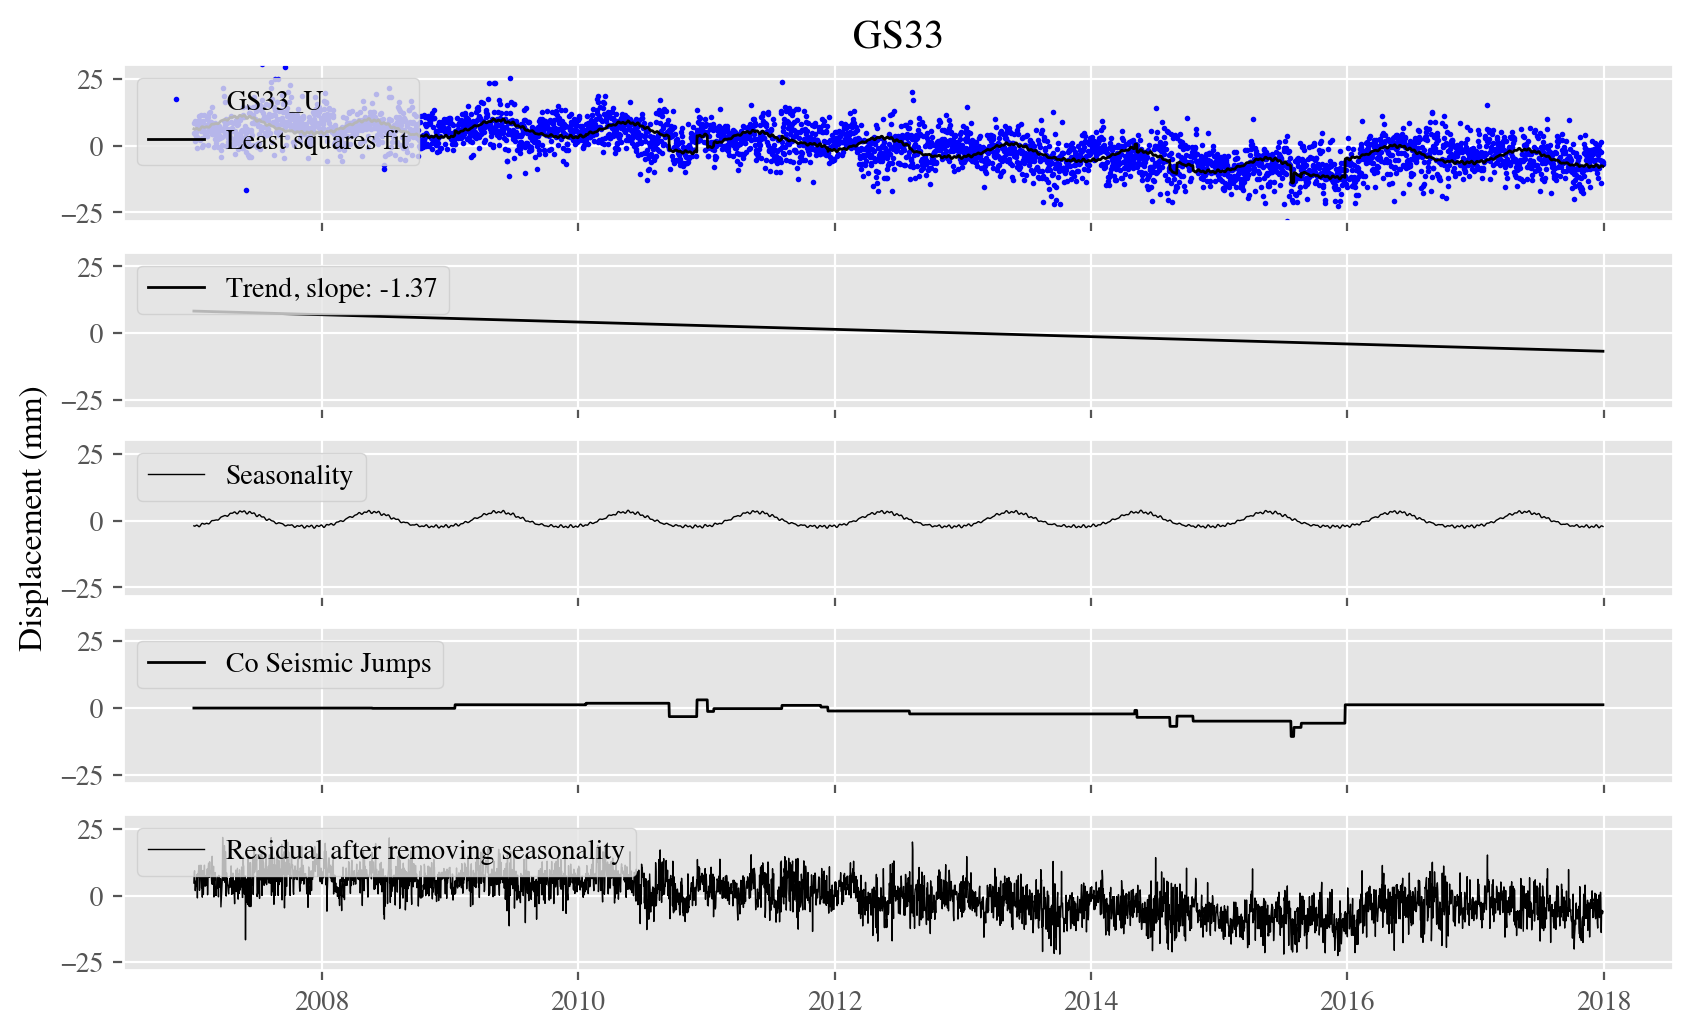 GS33
25
0
−25
GS33_U
Least squares fit
25
0
−25
Trend, slope: -1.37
Displacement (mm)
25
0
−25
Seasonality
25
0
−25
Co Seismic Jumps
25
0
−25
Residual after removing seasonality
2008 2010 2012 2014 2016 2018